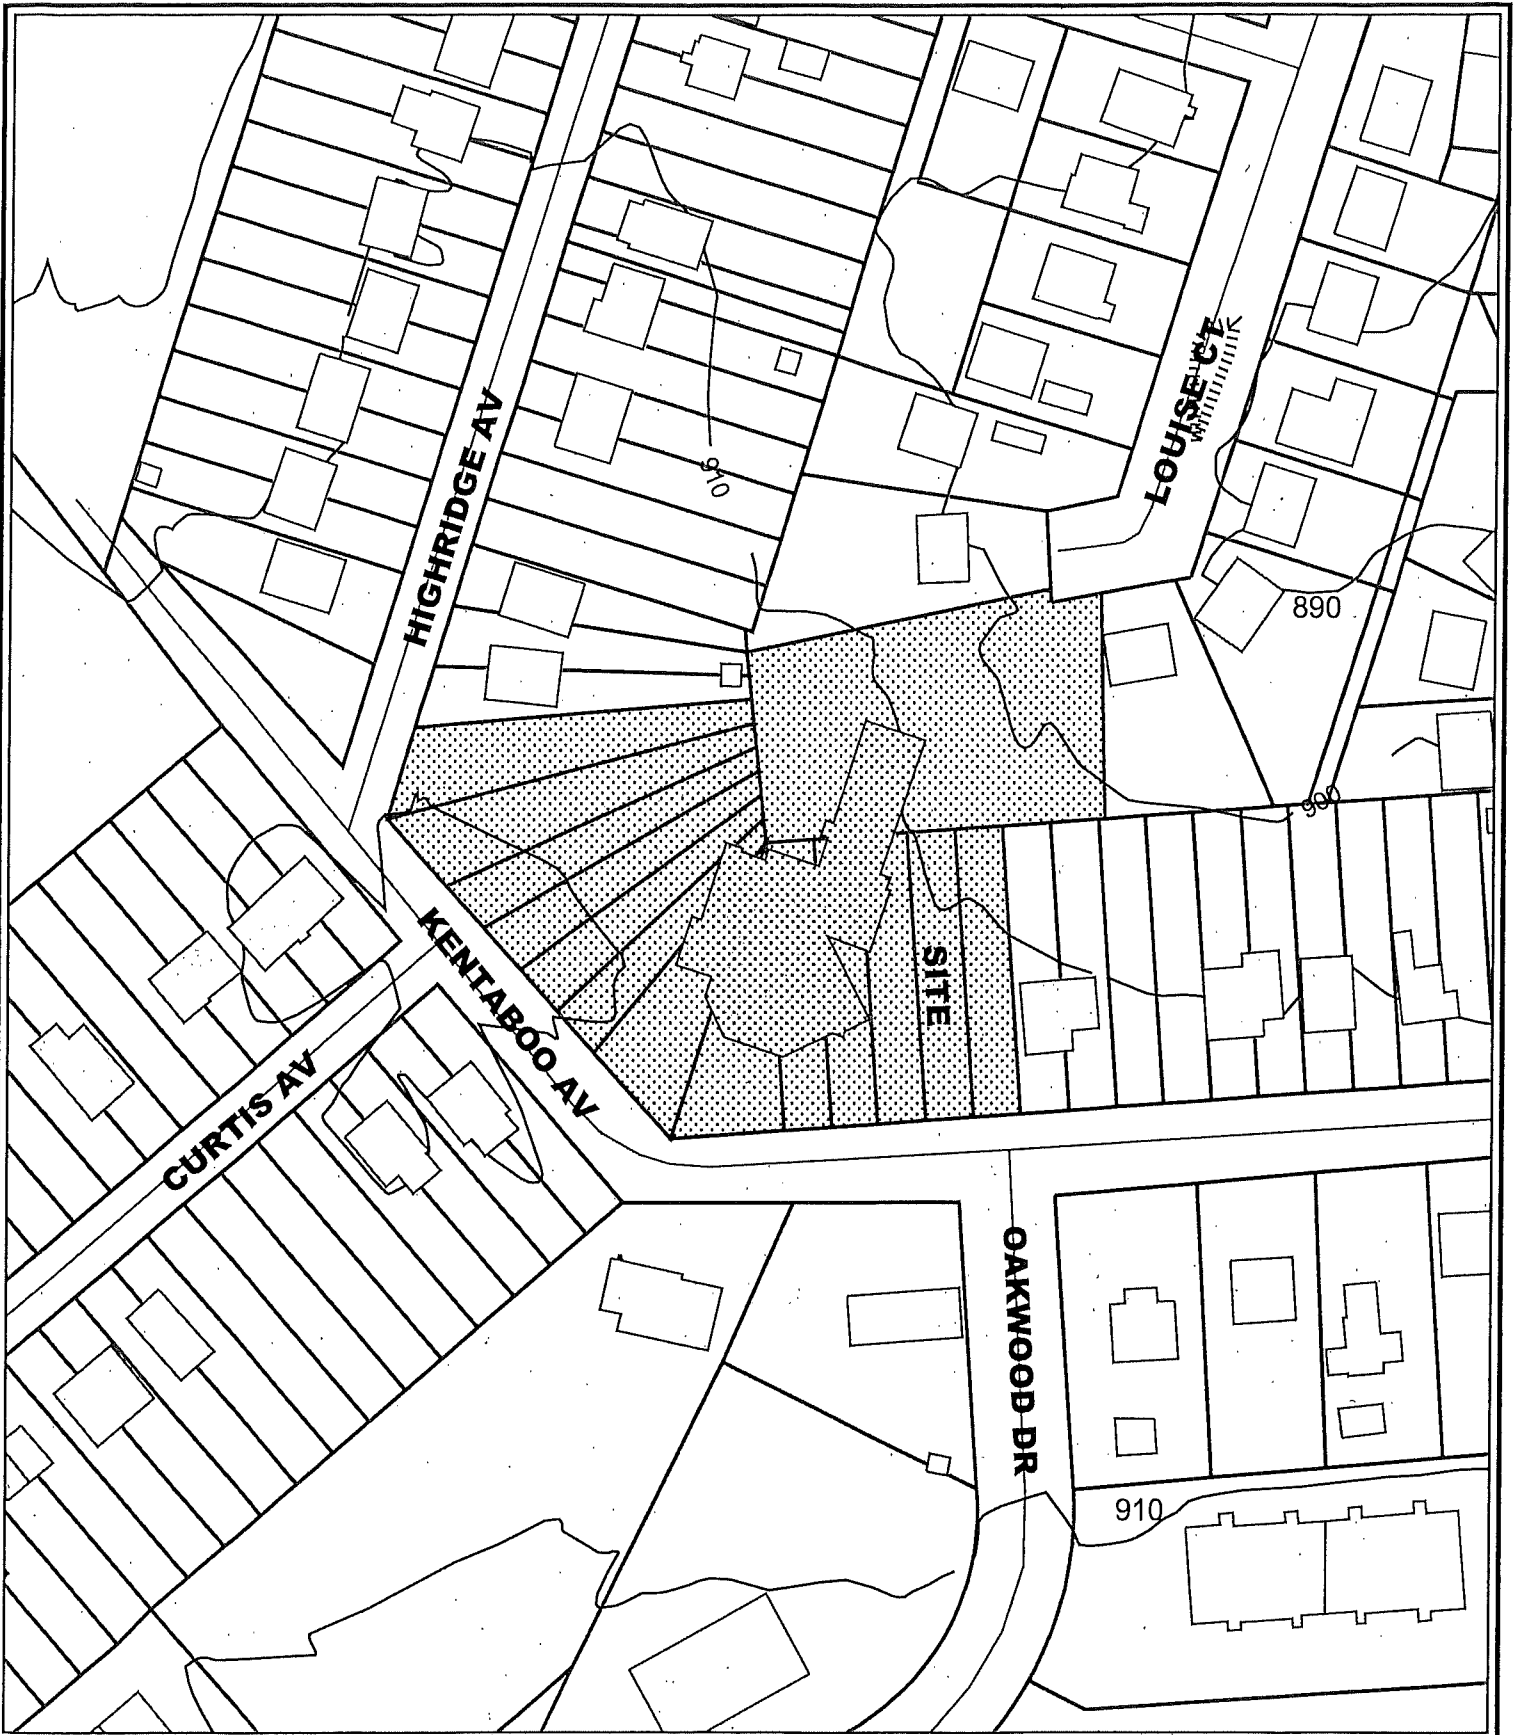 LOUISE CT
HIGHRIDGE AV
910
890
900
KENTABOO AV
SITE
CURTIS AV
OAKWOOD DR
910